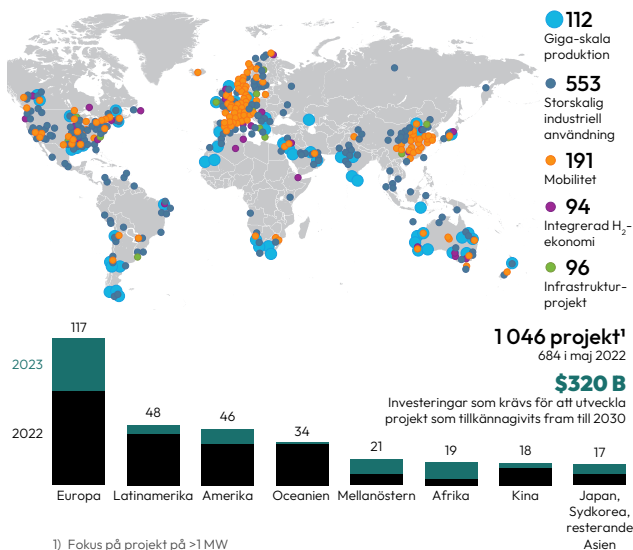 112
Giga-skala
produktion
553
Storskalig
industriell
användning
191
Mobilitet
94
Integrerad H₂-
ekonomi
96
Infrastruktur-
projekt
1 046 projekt¹
684 i maj 2022
$320 B
Investeringar som krävs för att utveckla
projekt som tillkännagivits fram till 2030
2023
2022
117
48
46
34
21
19
18
17
Europa
Latinamerika
Amerika
Oceanien
Mellanöstern
Afrika
Kina
Japan,
Sydkorea,
resterande
Asien
1) Fokus på projekt på >1 MW